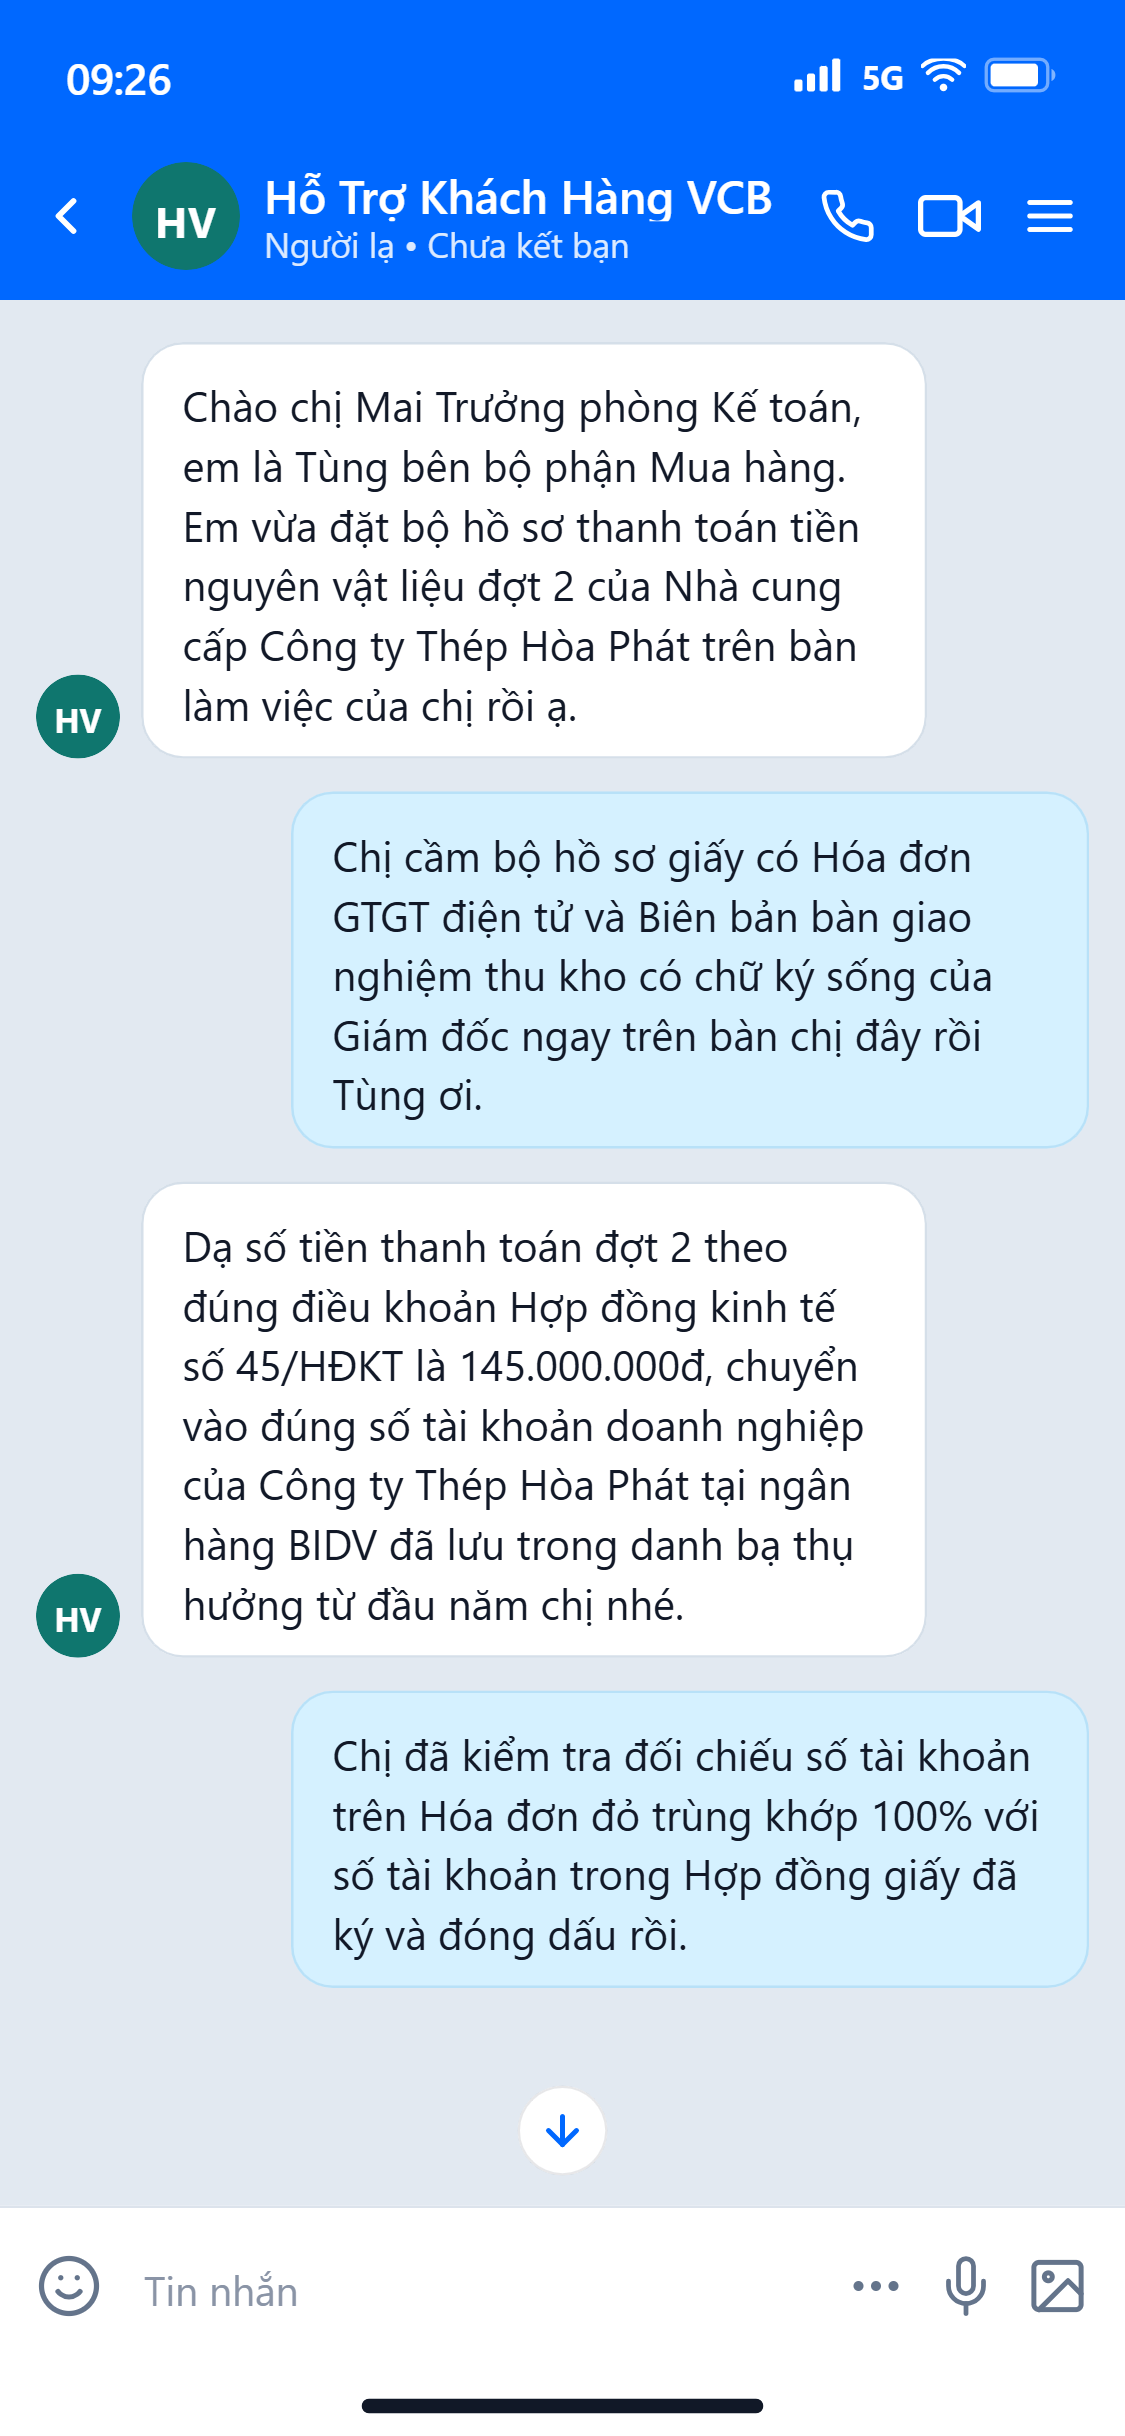 09:26
5G
HV
Hỗ Trợ Khách Hàng VCB
Người lạ • Chưa kết bạn
Chào chị Mai Trưởng phòng Kế toán,
em là Tùng bên bộ phận Mua hàng.
Em vừa đặt bộ hồ sơ thanh toán tiền
nguyên vật liệu đợt 2 của Nhà cung
cấp Công ty Thép Hòa Phát trên bàn
làm việc của chị rồi ạ.
HV
Chị cầm bộ hồ sơ giấy có Hóa đơn
GTGT điện tử và Biên bản bàn giao
nghiệm thu kho có chữ ký sống của
Giám đốc ngay trên bàn chị đây rồi
Tùng ơi.
Dạ số tiền thanh toán đợt 2 theo
đúng điều khoản Hợp đồng kinh tế
số 45/HĐKT là 145.000.000đ, chuyển
vào đúng số tài khoản doanh nghiệp
của Công ty Thép Hòa Phát tại ngân
hàng BIDV đã lưu trong danh bạ thụ
hưởng từ đầu năm chị nhé.
HV
Chị đã kiểm tra đối chiếu số tài khoản
trên Hóa đơn đỏ trùng khớp 100% với
số tài khoản trong Hợp đồng giấy đã
ký và đóng dấu rồi.
Tin nhắn